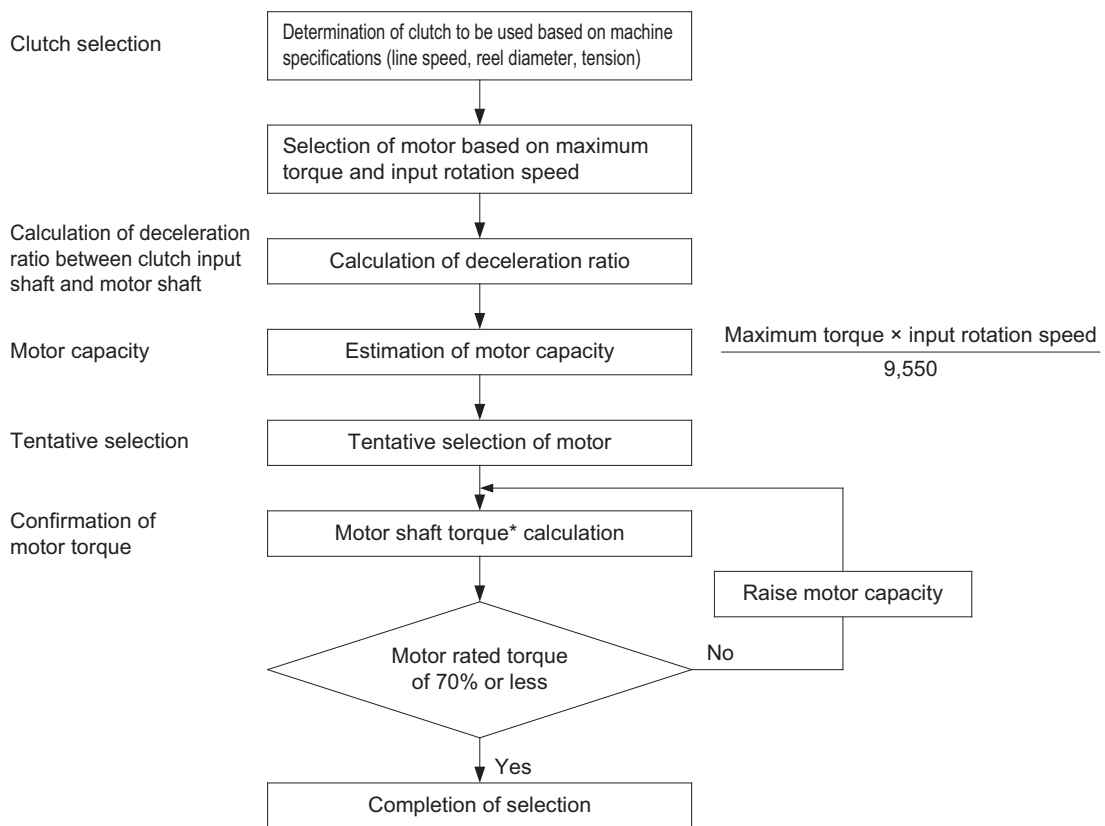 Clutch selection
Determination of clutch to be used based on machine
specifications (line speed, reel diameter, tension)
Selection of motor based on maximum
torque and input rotation speed
Calculation of deceleration
ratio between clutch input
shaft and motor shaft
Calculation of deceleration ratio
Motor capacity
Estimation of motor capacity
Maximum torque × input rotation speed
9,550
Tentative selection
Tentative selection of motor
Confirmation of
motor torque
Motor shaft torque* calculation
Raise motor capacity
Motor rated torque
of 70% or less
No
Yes
Completion of selection